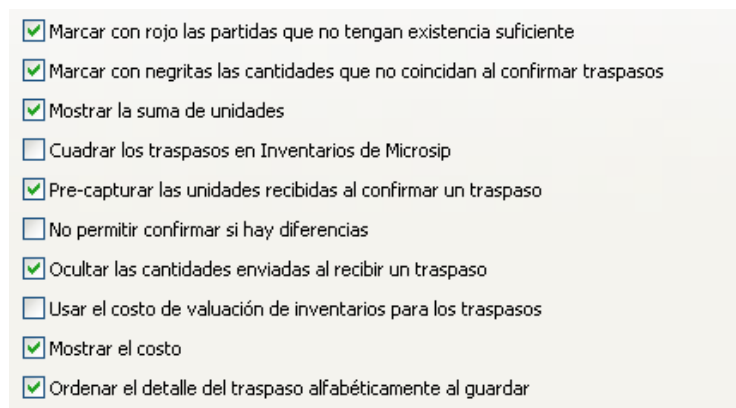 Marcar con rojo las partidas que no tengan existencia suficiente
Marcar con negritas las cantidades que no coincidan al confirmar traspasos
Mostrar la suma de unidades
Cuadrar los traspasos en Inventarios de Microsip
Pre-capturar las unidades recibidas al confirmar un traspaso
No permitir confirmar si hay diferencias
Ocultar las cantidades enviadas al recibir un traspaso
Usar el costo de valuación de inventarios para los traspasos
Mostrar el costo
Ordenar el detalle del traspaso alfabéticamente al guardar